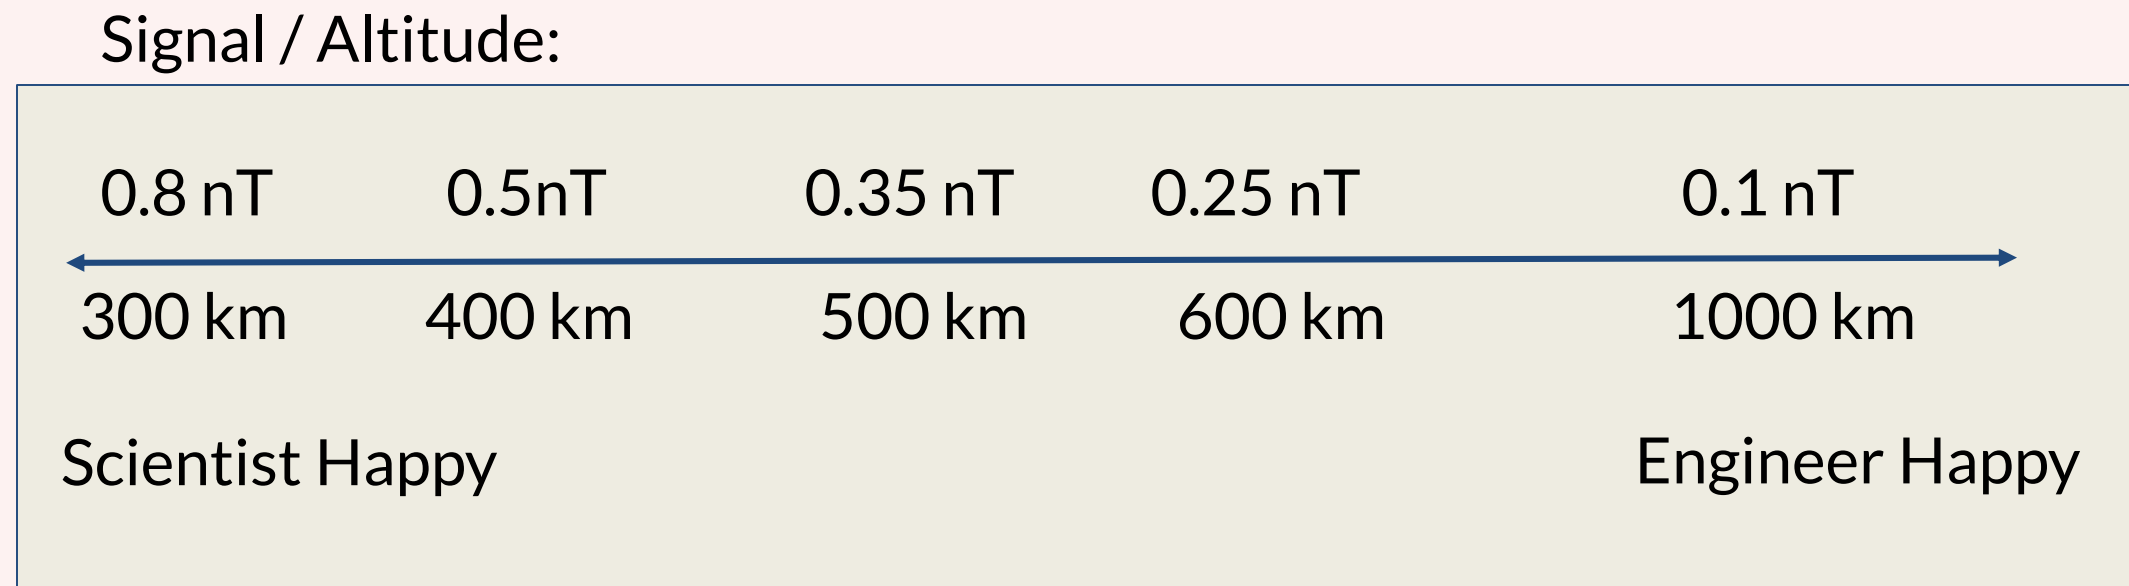 Signal / Altitude:
0.8 nT 0.5nT 0.35 nT 0.25 nT 0.1 nT
300 km 400 km 500 km 600 km 1000 km
Scientist Happy Engineer Happy